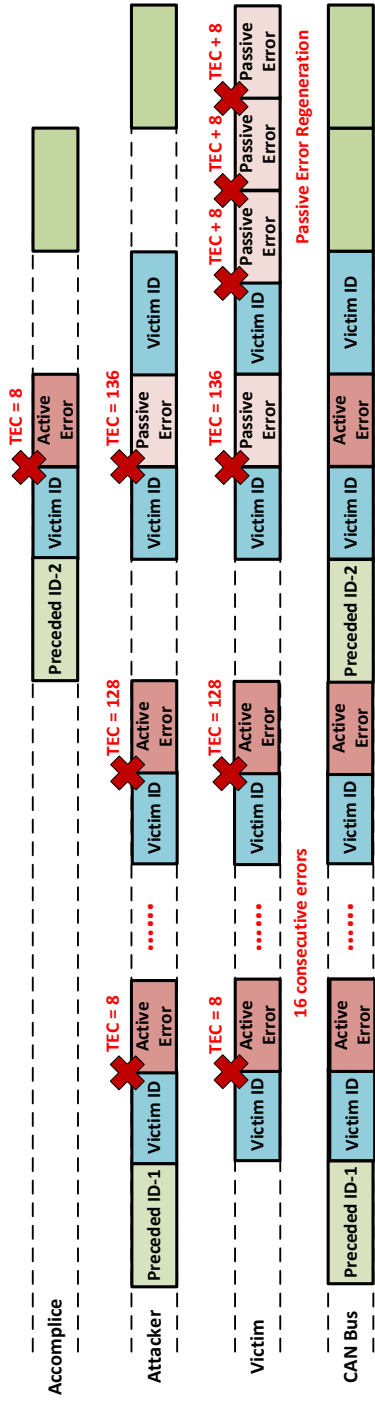 TEC = 8
Accomplice
Preceded ID-2
Victim ID
Active
Error
TEC = 8
TEC = 128
TEC = 136
Attacker
Preceded ID-1
Victim ID
Active
Error
......
Victim ID
Active
Error
Victim ID
Passive
Error
Victim ID
TEC = 8
TEC = 128
TEC = 136
TEC + 8
TEC + 8
TEC + 8
Victim
Victim ID
Active
Error
......
Victim ID
Active
Error
Victim ID
Passive
Error
Victim ID
Passive
Error
Passive
Error
Passive
Error
16 consecutive errors
Passive Error Regeneration
CAN Bus
Preceded ID-1
Victim ID
Active
Error
......
Victim ID
Active
Error
Preceded ID-2
Victim ID
Active
Error
Victim ID